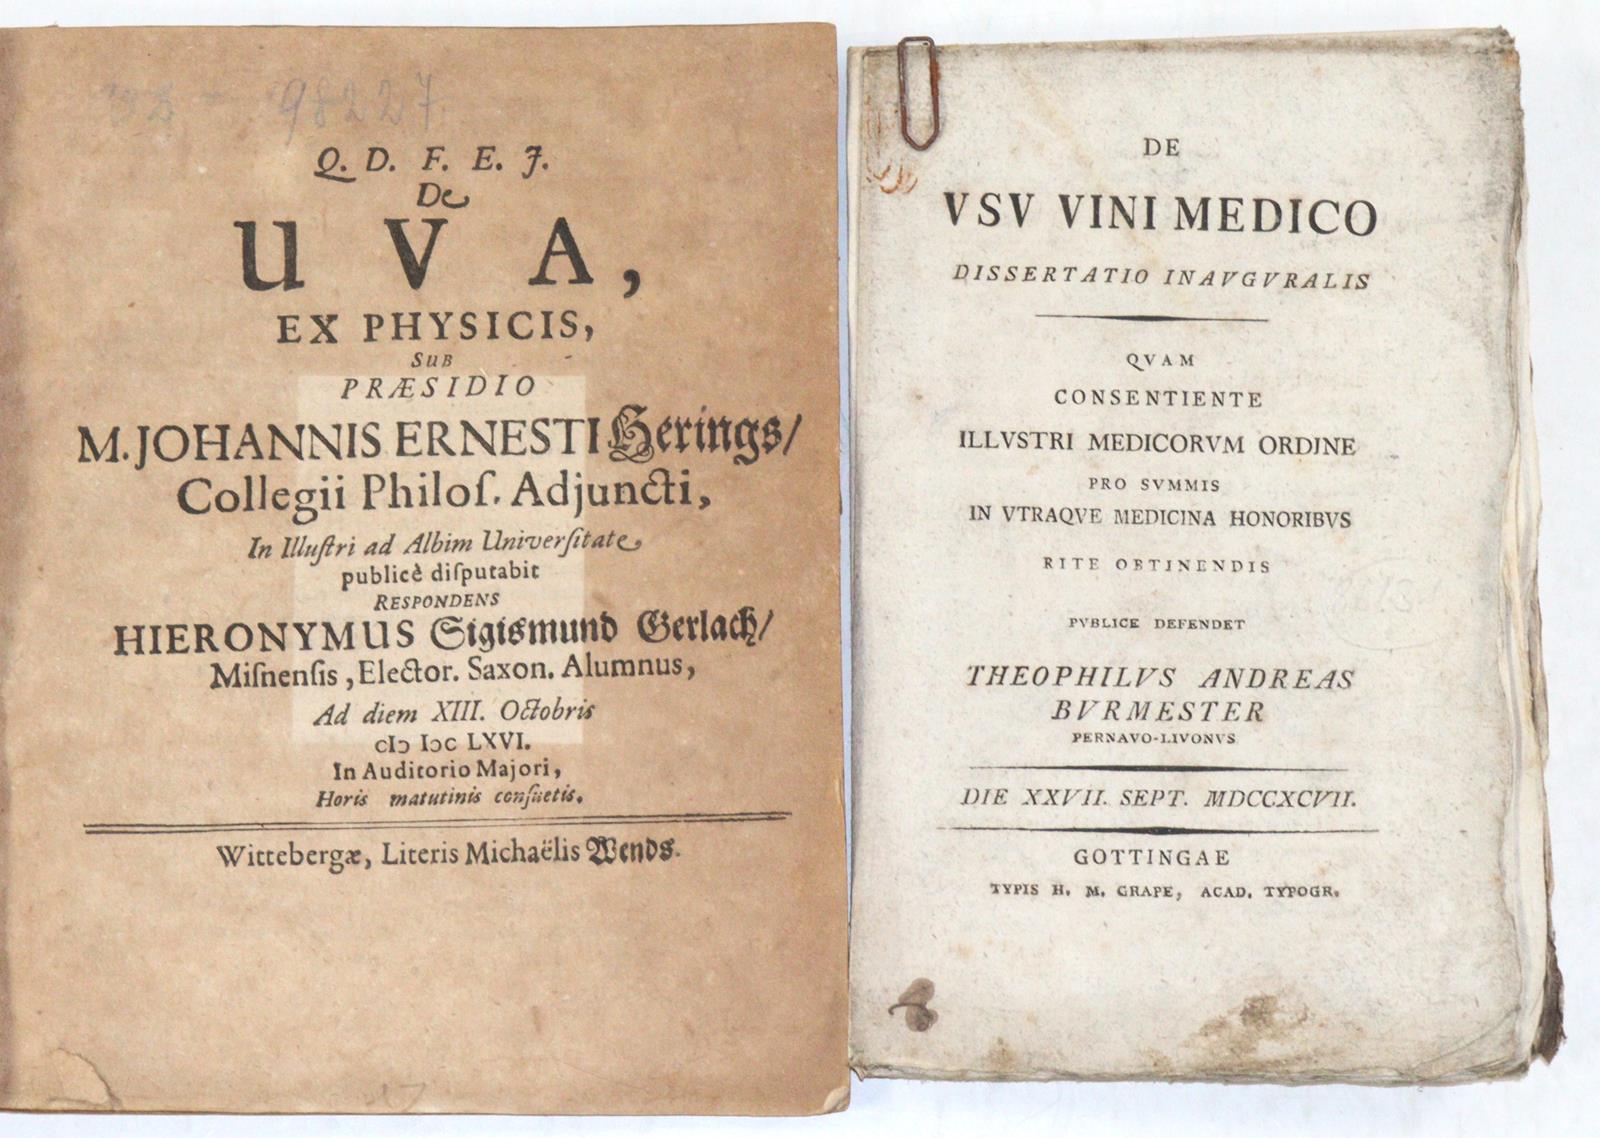 98227
Q. D. F. E. J.
De
UVA,
EX PHYSICIS,
SUB
PRÆSIDIO
M. JOHANNIS ERNESTI Herings/
Collegii Philoſ. Adjuncti,
In Illuſtri ad Albim Univerſitate
publicè diſputabit
RESPONDENS
HIERONYMUS Sigismund Gerlach/
Miſnenſis, Elector. Saxon. Alumnus,
Ad diem XIII. Octobris
cIɔ Iɔc LXVI.
In Auditorio Majori,
Horis matutinis conſuetis.
Wittebergæ, Literis Michaëlis Wends.
DE
VSV VINI MEDICO
DISSERTATIO INAVGVRALIS
QVAM
CONSENTIENTE
ILLVSTRI MEDICORVM ORDINE
PRO SVMMIS
IN VTRAQVE MEDICINA HONORIBVS
RITE OBTINENDIS
PVBLICE DEFENDET
THEOPHILVS ANDREAS
BVRMESTER
PERNAVO-LIVONVS
DIE XXVII. SEPT. MDCCXCVII.
GOTTINGAE
TYPIS H. M. GRAPE, ACAD. TYPOGR.